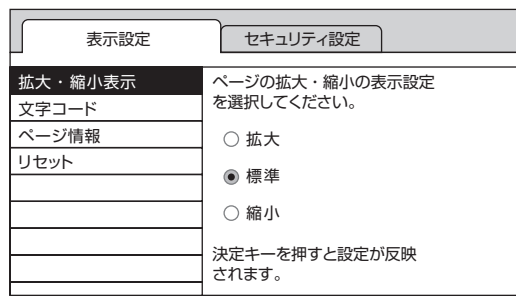 表示設定
セキュリティ設定
拡大・縮小表示
文字コード
ページ情報
リセット
ページの拡大・縮小の表示設定
を選択してください。
拡大
標準
縮小
決定キーを押すと設定が反映
されます。